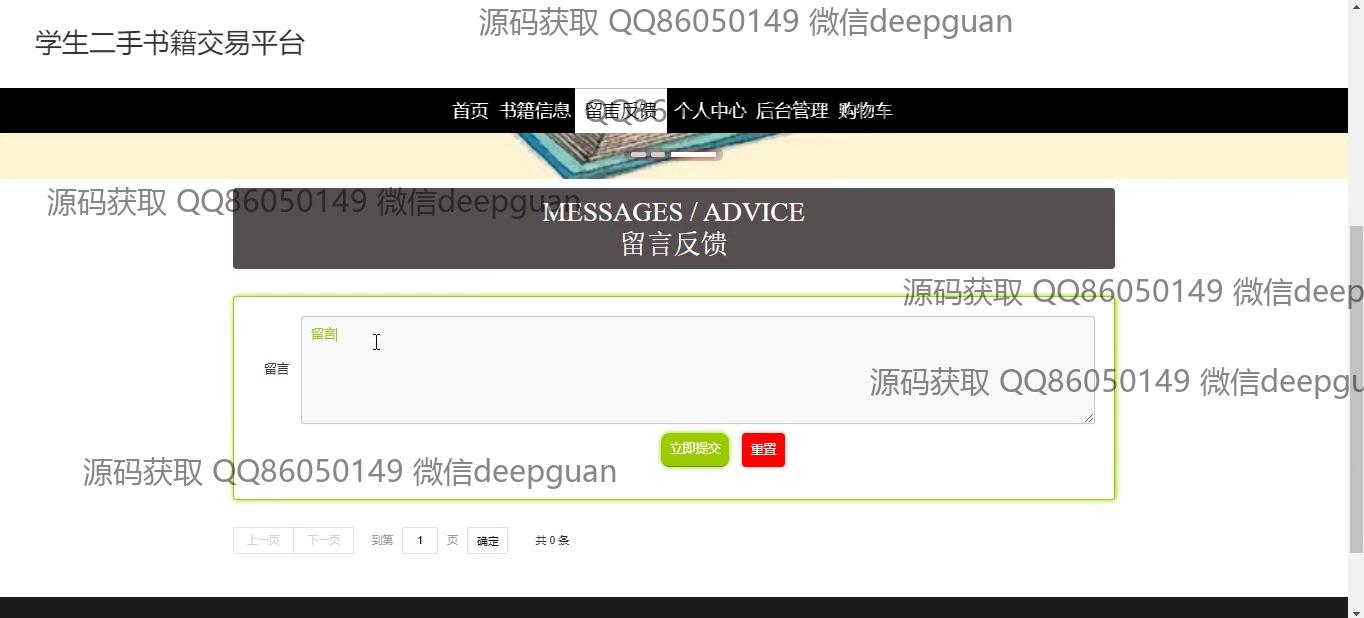 源码获取 QQ86050149 微信deepguan
学生二手书籍交易平台
首页 书籍信息 留言反馈 个人中心 后台管理 购物车
QQ86
源码获取 QQ86050149 微信deepguan
MESSAGES / ADVICE
留言反馈
源码获取 QQ86050149 微信deep
留言
留言
源码获取 QQ86050149 微信deepgu
立即提交 重置
源码获取 QQ86050149 微信deepguan
上一页 下一页 到第 1 页 确定 共 0 条